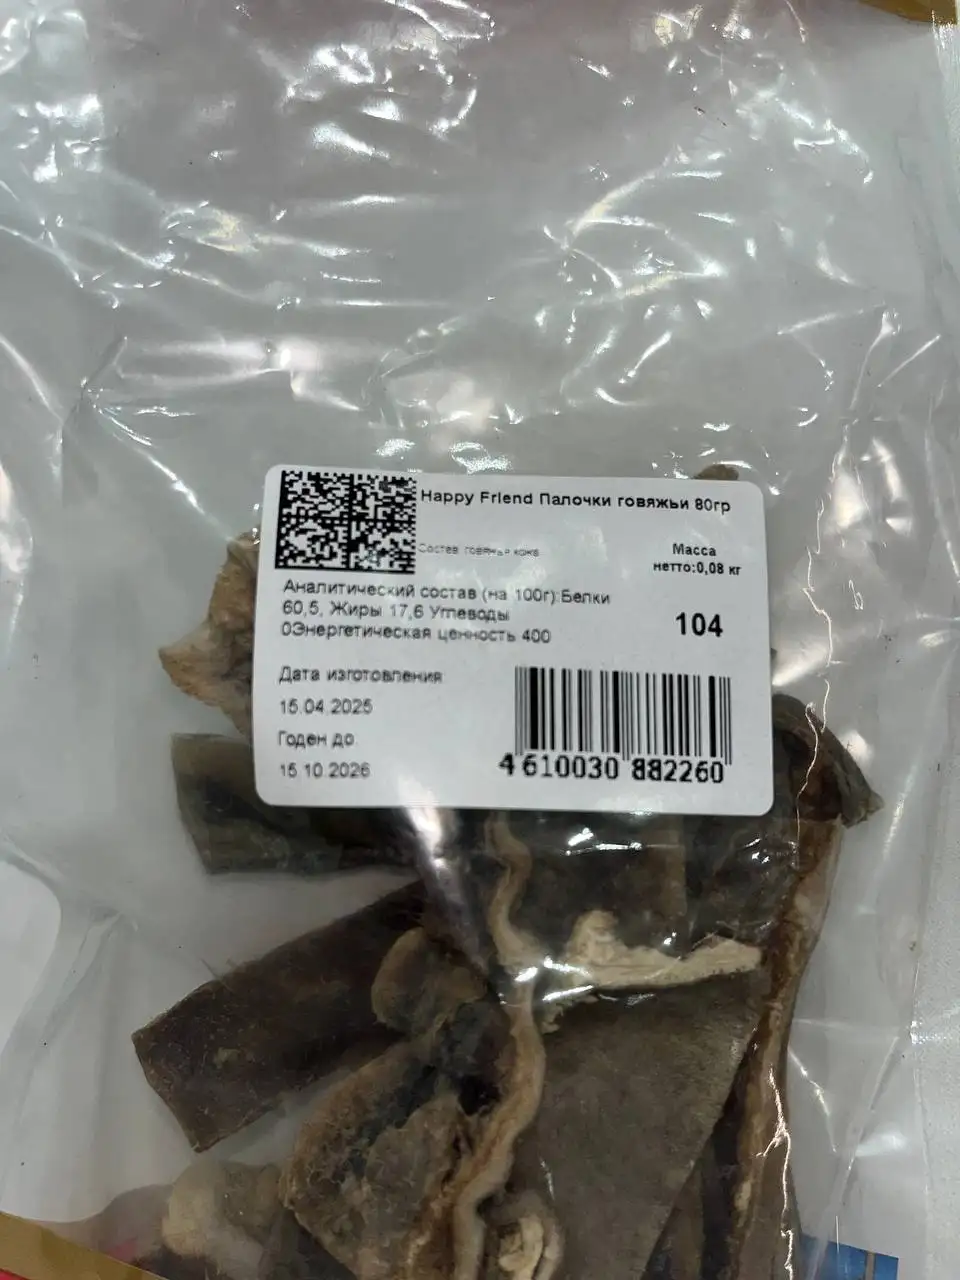 Happy Friend Палочки говяжьи 80гр
Состав говяжья кожа
Масса
нетто:0,08 кг
Аналитический состав (на 100г):Белки
60,5, Жиры 17,6 Углеводы
0Энергетическая ценность 400
104
Дата изготовления
15.04.2025
Годен до
15.10.2026
4 610030 882260